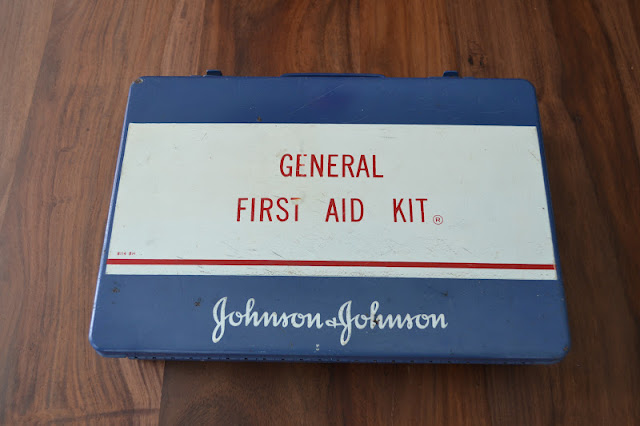 GENERAL
FIRST AID KIT®
Johnson & Johnson